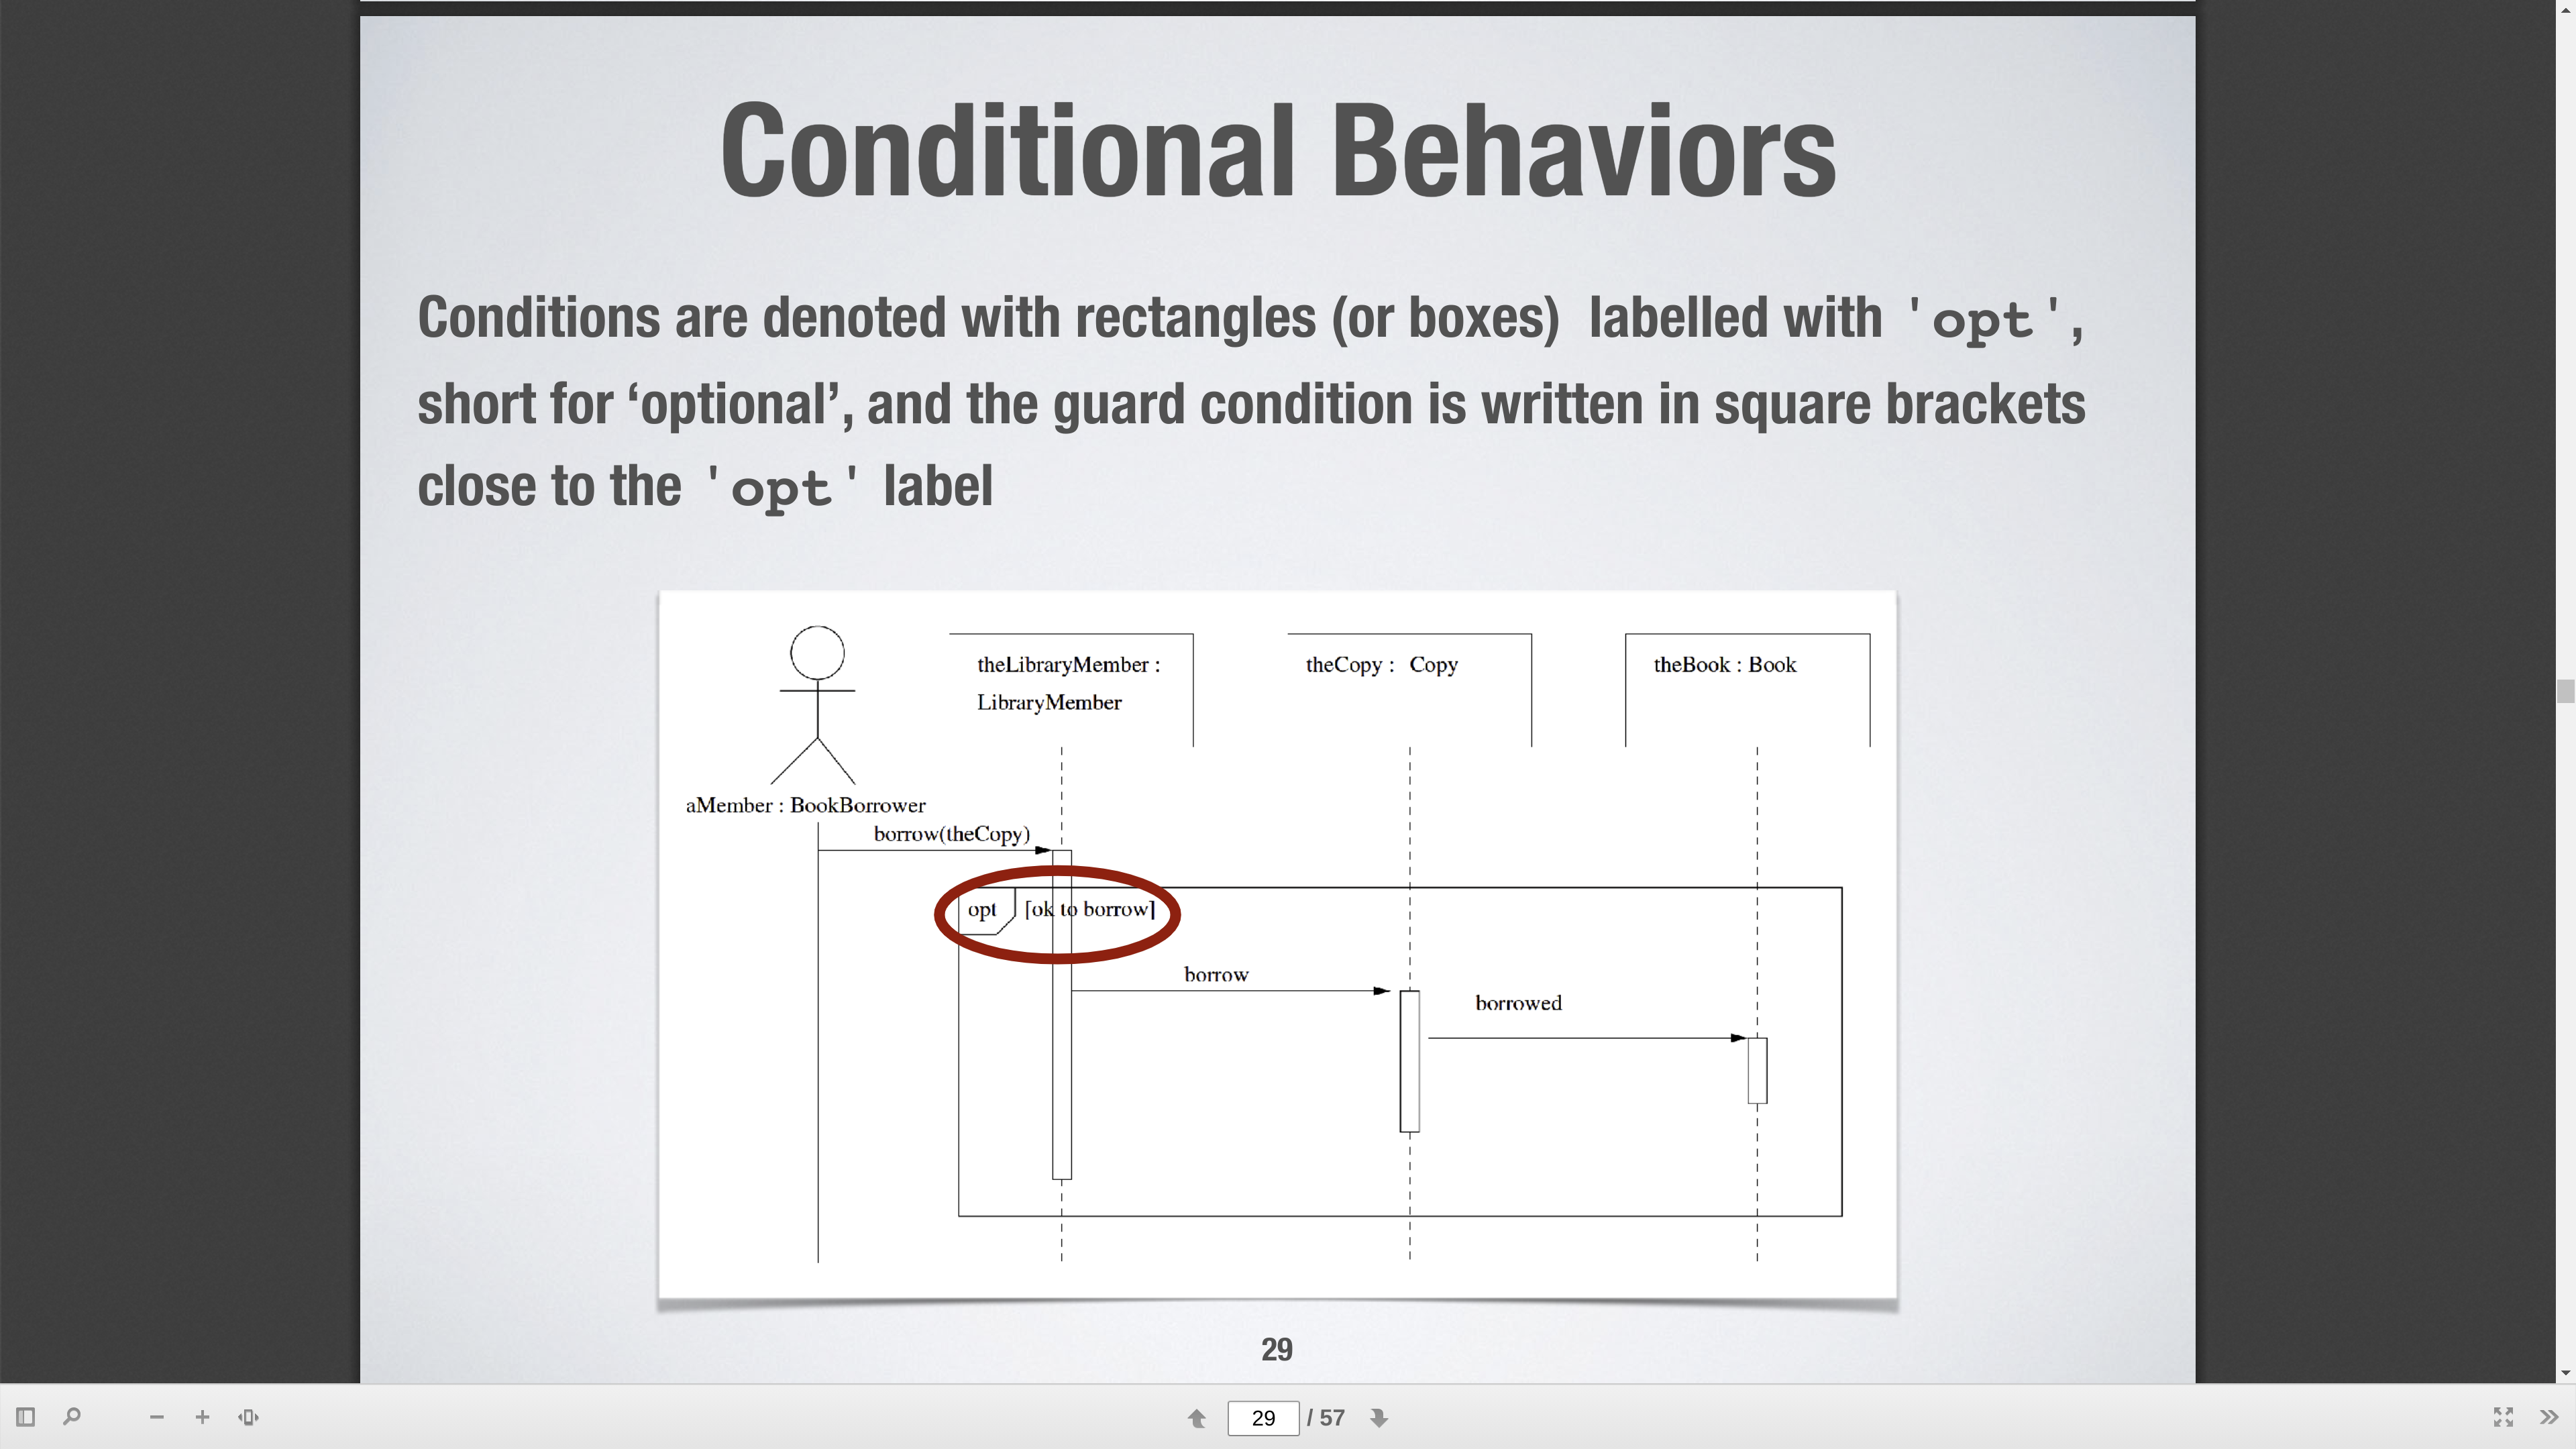 Conditional Behaviors
Conditions are denoted with rectangles (or boxes) labelled with 'opt',
short for ‘optional’, and the guard condition is written in square brackets
close to the 'opt' label
theLibraryMember :
LibraryMember
theCopy : Copy
theBook : Book
aMember : BookBorrower
borrow(theCopy)
opt [ok to borrow]
borrow
borrowed
29
29 / 57